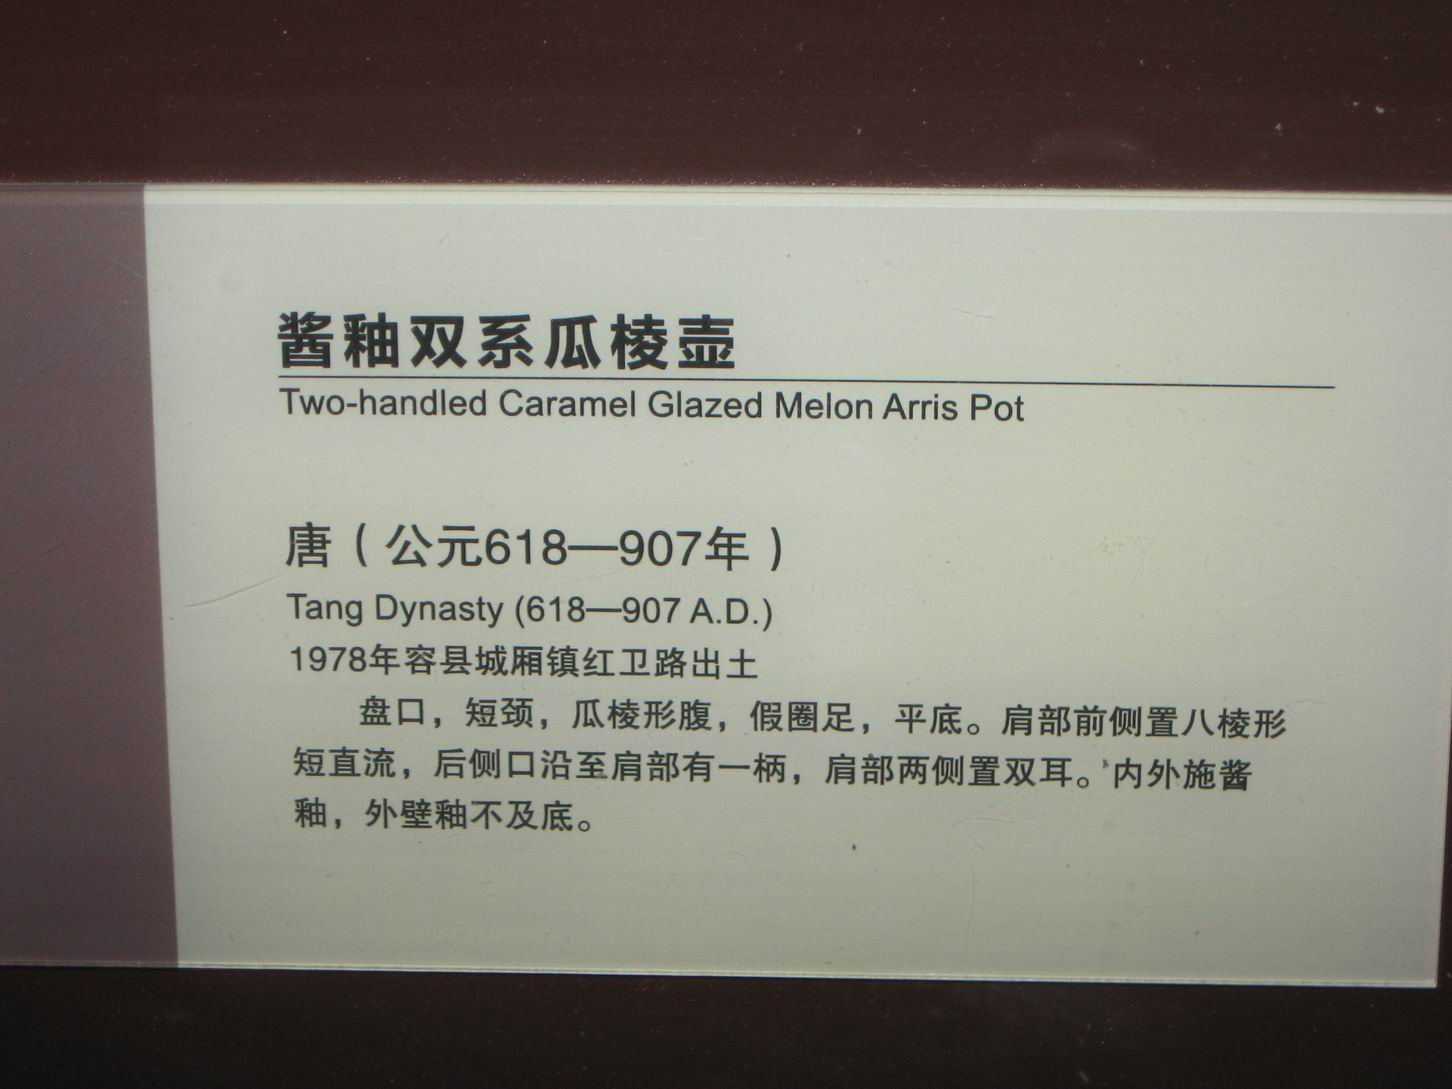 酱釉双系瓜棱壶
Two-handled Caramel Glazed Melon Arris Pot
唐（公元618—907年）
Tang Dynasty (618—907 A.D.)
1978年容县城厢镇红卫路出土
盘口，短颈，瓜棱形腹，假圈足，平底。肩部前侧置八棱形
短直流，后侧口沿至肩部有一柄，肩部两侧置双耳。内外施酱
釉，外壁釉不及底。